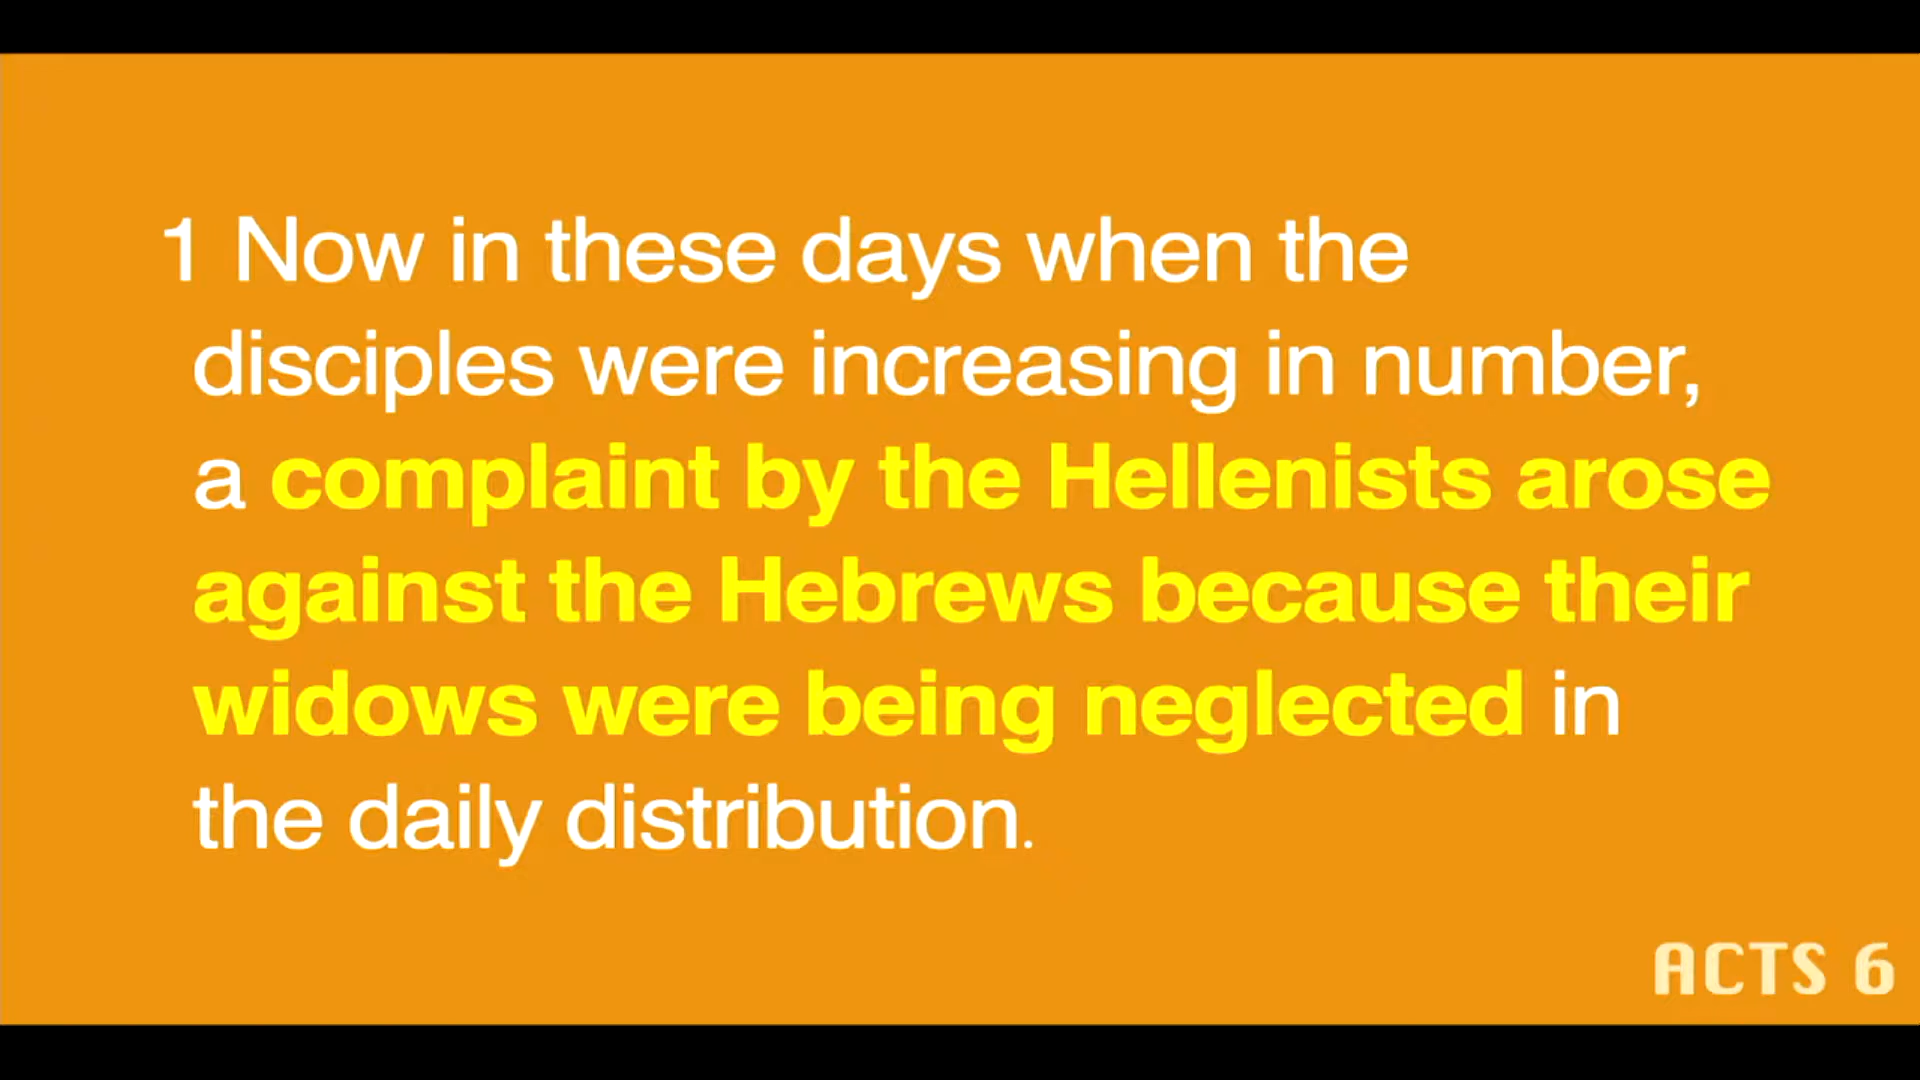 1 Now in these days when the
disciples were increasing in number,
a complaint by the Hellenists arose
against the Hebrews because their
widows were being neglected in
the daily distribution.
ACTS 6